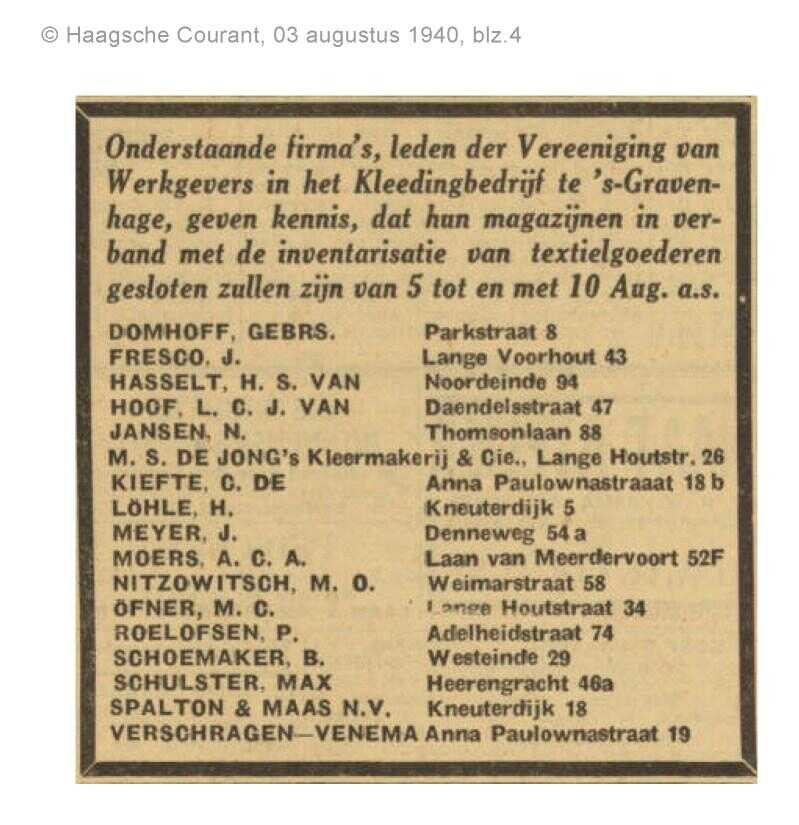 © Haagsche Courant, 03 augustus 1940, blz.4
Onderstaande firma's, leden der Vereeniging van
Werkgevers in het Kleedingbedrijf te 's-Graven-
hage, geven kennis, dat hun magazijnen in ver-
band met de inventarisatie van textielgoederen
gesloten zullen zijn van 5 tot en met 10 Aug. a.s.
DOMHOFF, GEBRS. Parkstraat 8
FRESCO, J. Lange Voorhout 43
HASSELT, H. S. VAN Noordeinde 94
HOOF, L. C. J. VAN Daendelsstraat 47
JANSEN, N. Thomsonlaan 88
M. S. DE JONG's Kleermakerij & Cie., Lange Houtstr. 26
KIEFTE, C. DE Anna Paulownastraaat 18 b
LÖHLE, H. Kneuterdijk 5
MEYER, J. Denneweg 54 a
MOERS, A. C. A. Laan van Meerdervoort 52F
NITZOWITSCH, M. O. Weimarstraat 58
ÖFNER, M. C. Lange Houtstraat 34
ROELOFSEN, P. Adelheidstraat 74
SCHOEMAKER, B. Westeinde 29
SCHULSTER, MAX Heerengracht 46a
SPALTON & MAAS N.V. Kneuterdijk 18
VERSCHRAGEN—VENEMA Anna Paulownastraat 19